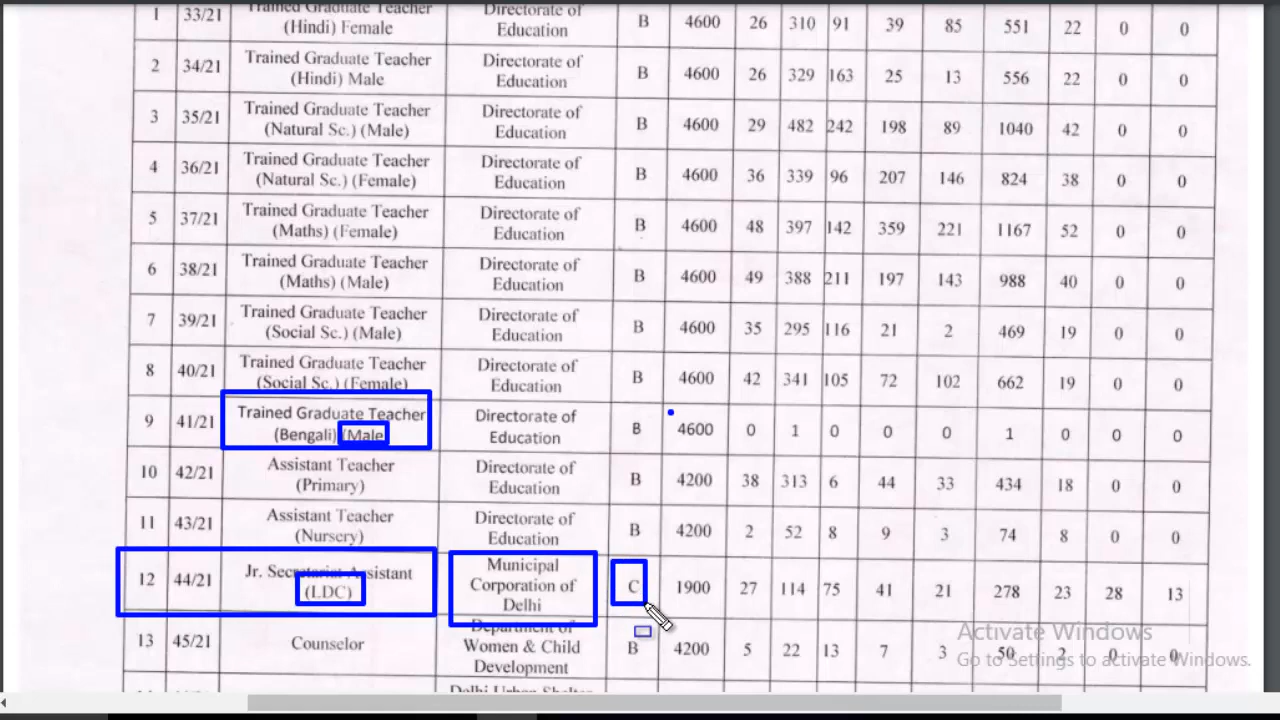 1 33/21 Trained Graduate Teacher (Hindi) Female Directorate of Education B 4600 26 310 91 39 85 551 22 0 0
2 34/21 Trained Graduate Teacher (Hindi) Male Directorate of Education B 4600 26 329 163 25 13 556 22 0 0
3 35/21 Trained Graduate Teacher (Natural Sc.) (Male) Directorate of Education B 4600 29 482 242 198 89 1040 42 0 0
4 36/21 Trained Graduate Teacher (Natural Sc.) (Female) Directorate of Education B 4600 36 339 96 207 146 824 38 0 0
5 37/21 Trained Graduate Teacher (Maths) (Female) Directorate of Education B 4600 48 397 142 359 221 1167 52 0 0
6 38/21 Trained Graduate Teacher (Maths) (Male) Directorate of Education B 4600 49 388 211 197 143 988 40 0 0
7 39/21 Trained Graduate Teacher (Social Sc.) (Male) Directorate of Education B 4600 35 295 116 21 2 469 19 0 0
8 40/21 Trained Graduate Teacher (Social Sc.) (Female) Directorate of Education B 4600 42 341 105 72 102 662 19 0 0
9 41/21 Trained Graduate Teacher (Bengali) (Male Directorate of Education B 4600 0 1 0 0 0 1 0 0 0
10 42/21 Assistant Teacher (Primary) Directorate of Education B 4200 38 313 6 44 33 434 18 0 0
11 43/21 Assistant Teacher (Nursery) Directorate of Education B 4200 2 52 8 9 3 74 8 0 0
12 44/21 Jr. Secretariat Assistant (LDC) Municipal Corporation of Delhi C 1900 27 114 75 41 21 278 23 28 13
13 45/21 Counselor Department of Women & Child Development B 4200 5 22 13 7 3 50 2 0 0
Delhi Urban Shelter
Activate Windows
Go to Settings to activate Windows.